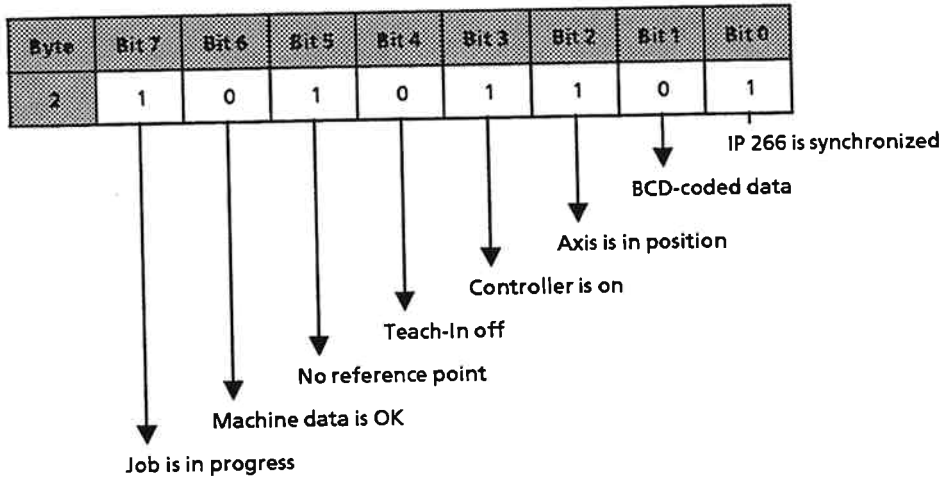 Byte Bit 7 Bit 6 Bit 5 Bit 4 Bit 3 Bit 2 Bit 1 Bit 0
2 1 0 1 0 1 1 0 1
IP 266 is synchronized
BCD-coded data
Axis is in position
Controller is on
Teach-In off
No reference point
Machine data is OK
Job is in progress